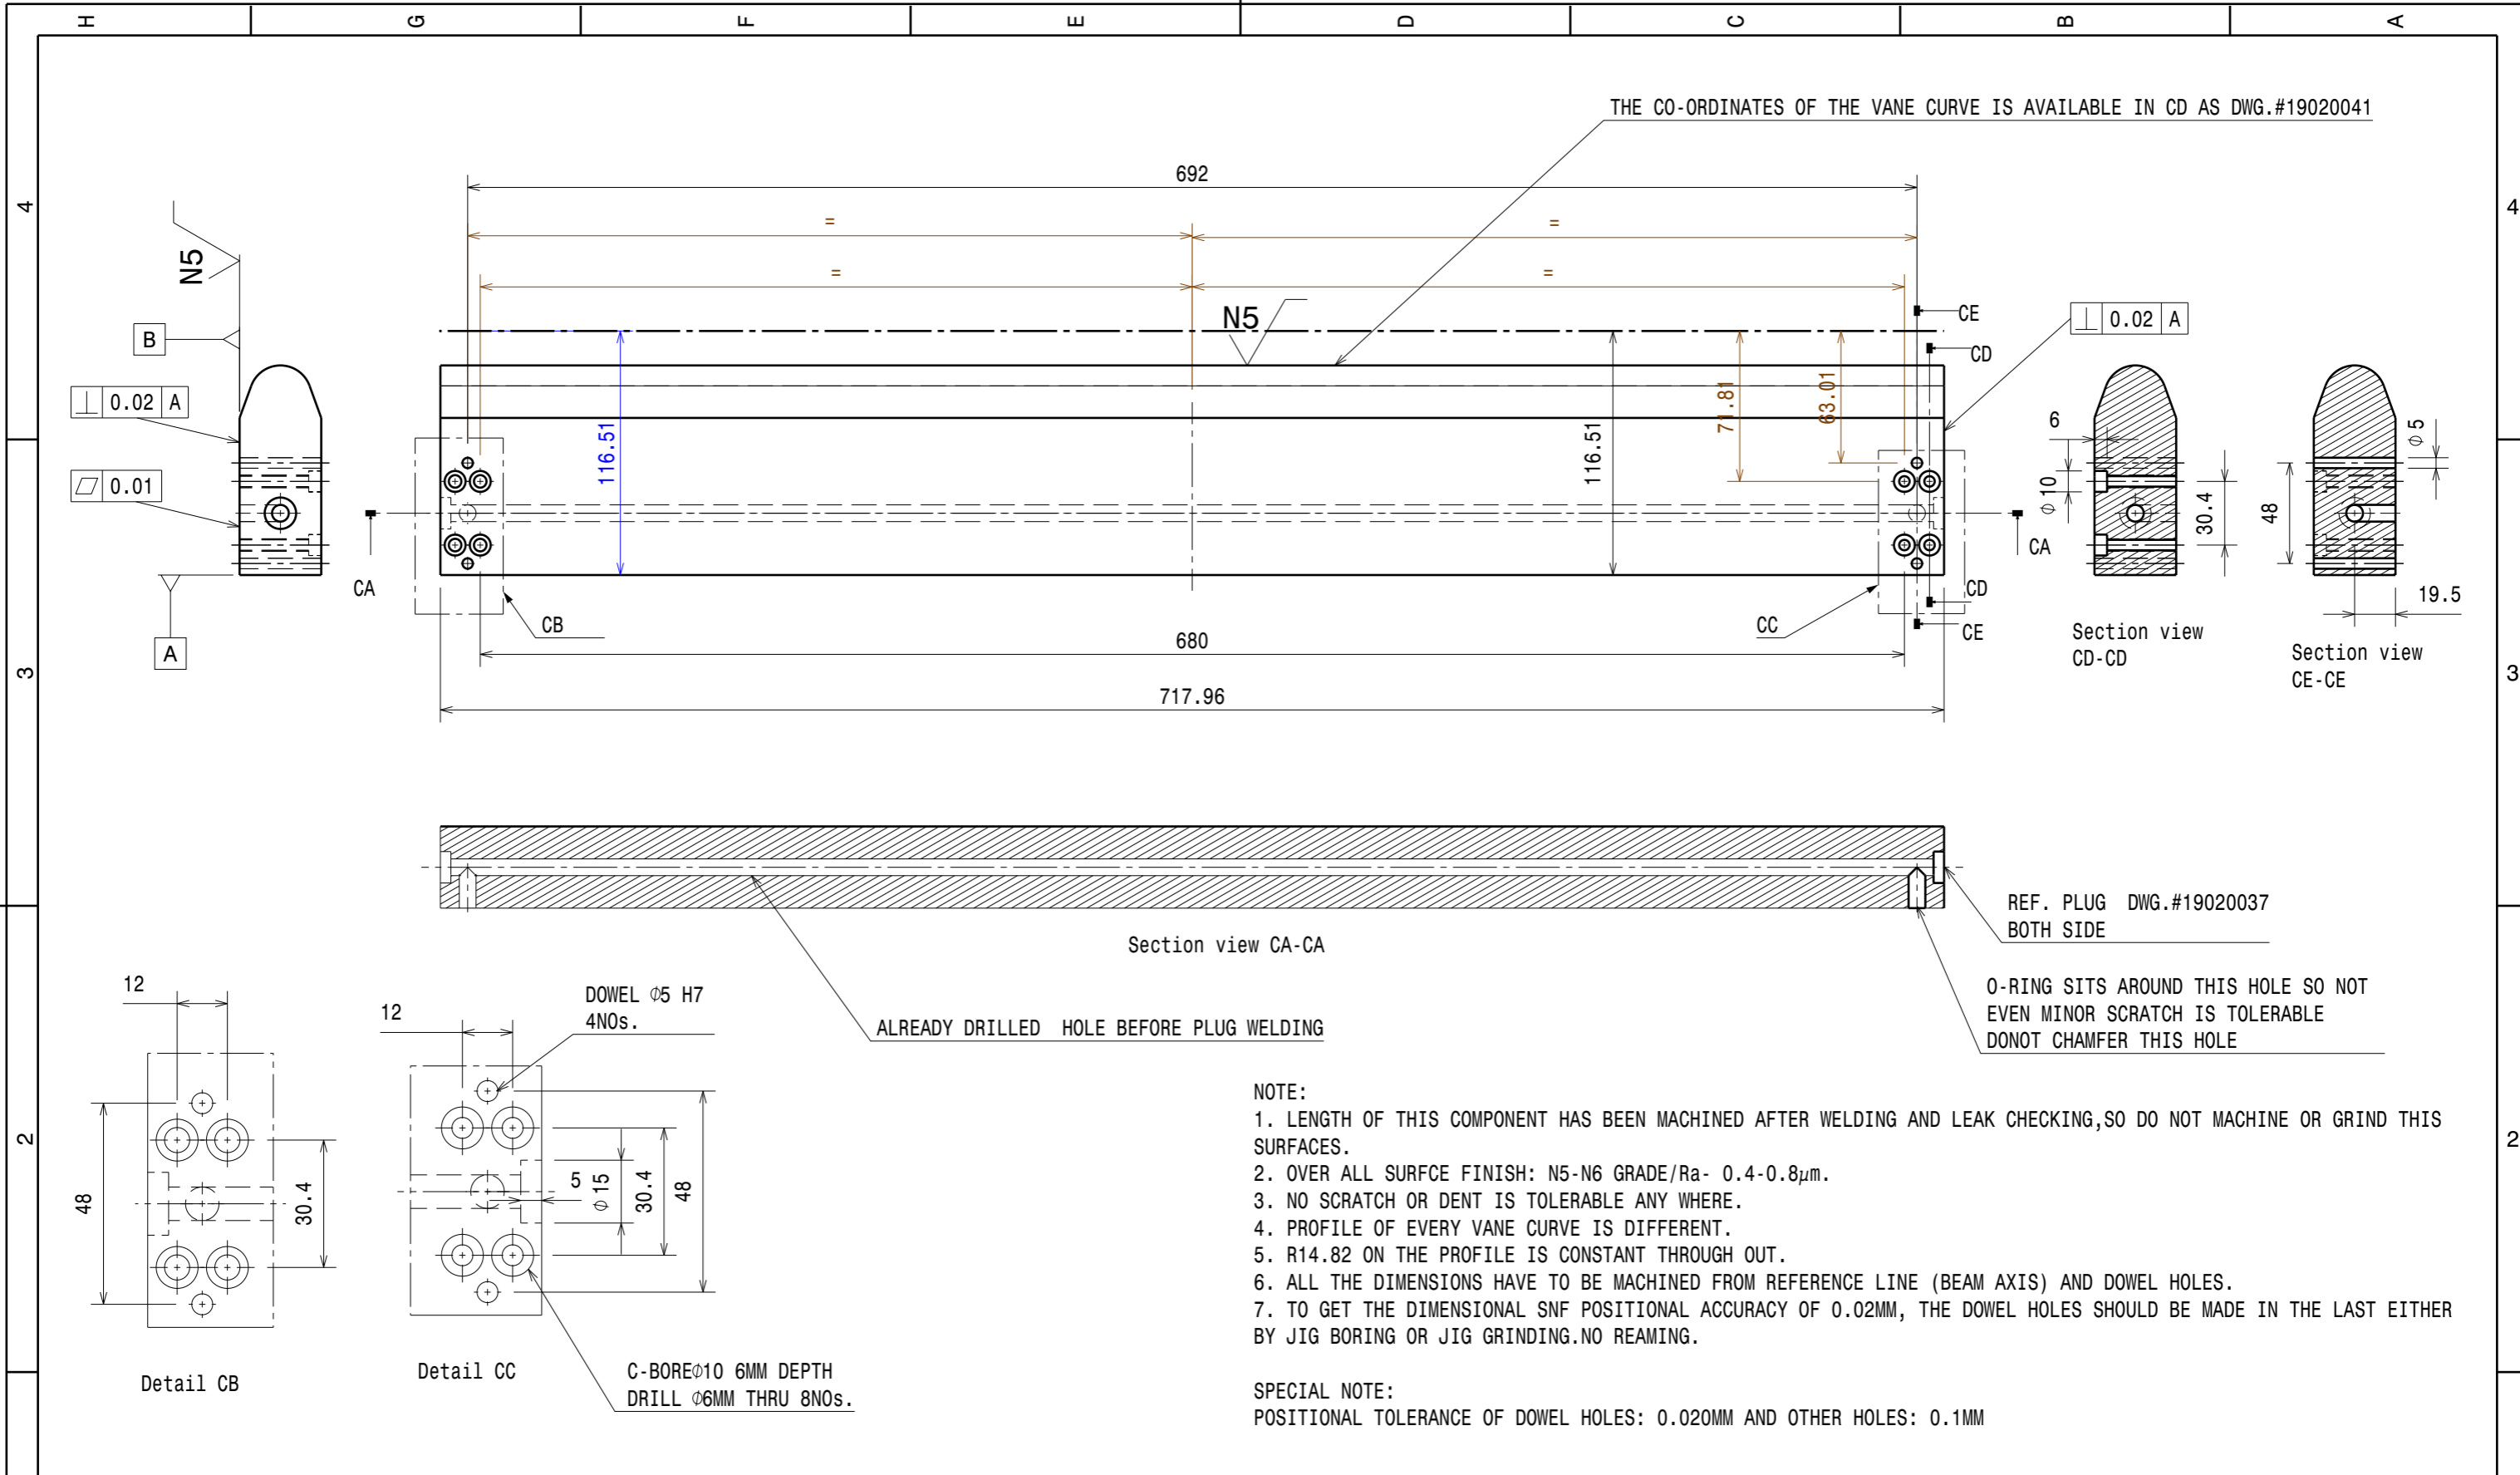 H G F E D C B A
THE CO-ORDINATES OF THE VANE CURVE IS AVAILABLE IN CD AS DWG.#19020041
4
4
692
= =
= =
N5
N5
B
⊥ 0.02 A
▱ 0.01
A
116.51
116.51
71.81
63.01
CE
CD
⊥ 0.02 A
CA
CA
CB
CC
CD
CE
680
717.96
6
⌀10
30.4
Section view
CD-CD
48
⌀5
19.5
Section view
CE-CE
3
3
Section view CA-CA
REF. PLUG DWG.#19020037
BOTH SIDE
O-RING SITS AROUND THIS HOLE SO NOT
EVEN MINOR SCRATCH IS TOLERABLE
DONOT CHAMFER THIS HOLE
ALREADY DRILLED HOLE BEFORE PLUG WELDING
12
48
30.4
Detail CB
12
DOWEL ⌀5 H7
4NOs.
5
⌀15
30.4
48
Detail CC
C-BORE⌀10 6MM DEPTH
DRILL ⌀6MM THRU 8NOs.
2
2
NOTE:
1. LENGTH OF THIS COMPONENT HAS BEEN MACHINED AFTER WELDING AND LEAK CHECKING,SO DO NOT MACHINE OR GRIND THIS
SURFACES.
2. OVER ALL SURFCE FINISH: N5-N6 GRADE/Ra- 0.4-0.8μm.
3. NO SCRATCH OR DENT IS TOLERABLE ANY WHERE.
4. PROFILE OF EVERY VANE CURVE IS DIFFERENT.
5. R14.82 ON THE PROFILE IS CONSTANT THROUGH OUT.
6. ALL THE DIMENSIONS HAVE TO BE MACHINED FROM REFERENCE LINE (BEAM AXIS) AND DOWEL HOLES.
7. TO GET THE DIMENSIONAL SNF POSITIONAL ACCURACY OF 0.02MM, THE DOWEL HOLES SHOULD BE MADE IN THE LAST EITHER
BY JIG BORING OR JIG GRINDING.NO REAMING.
SPECIAL NOTE:
POSITIONAL TOLERANCE OF DOWEL HOLES: 0.020MM AND OTHER HOLES: 0.1MM